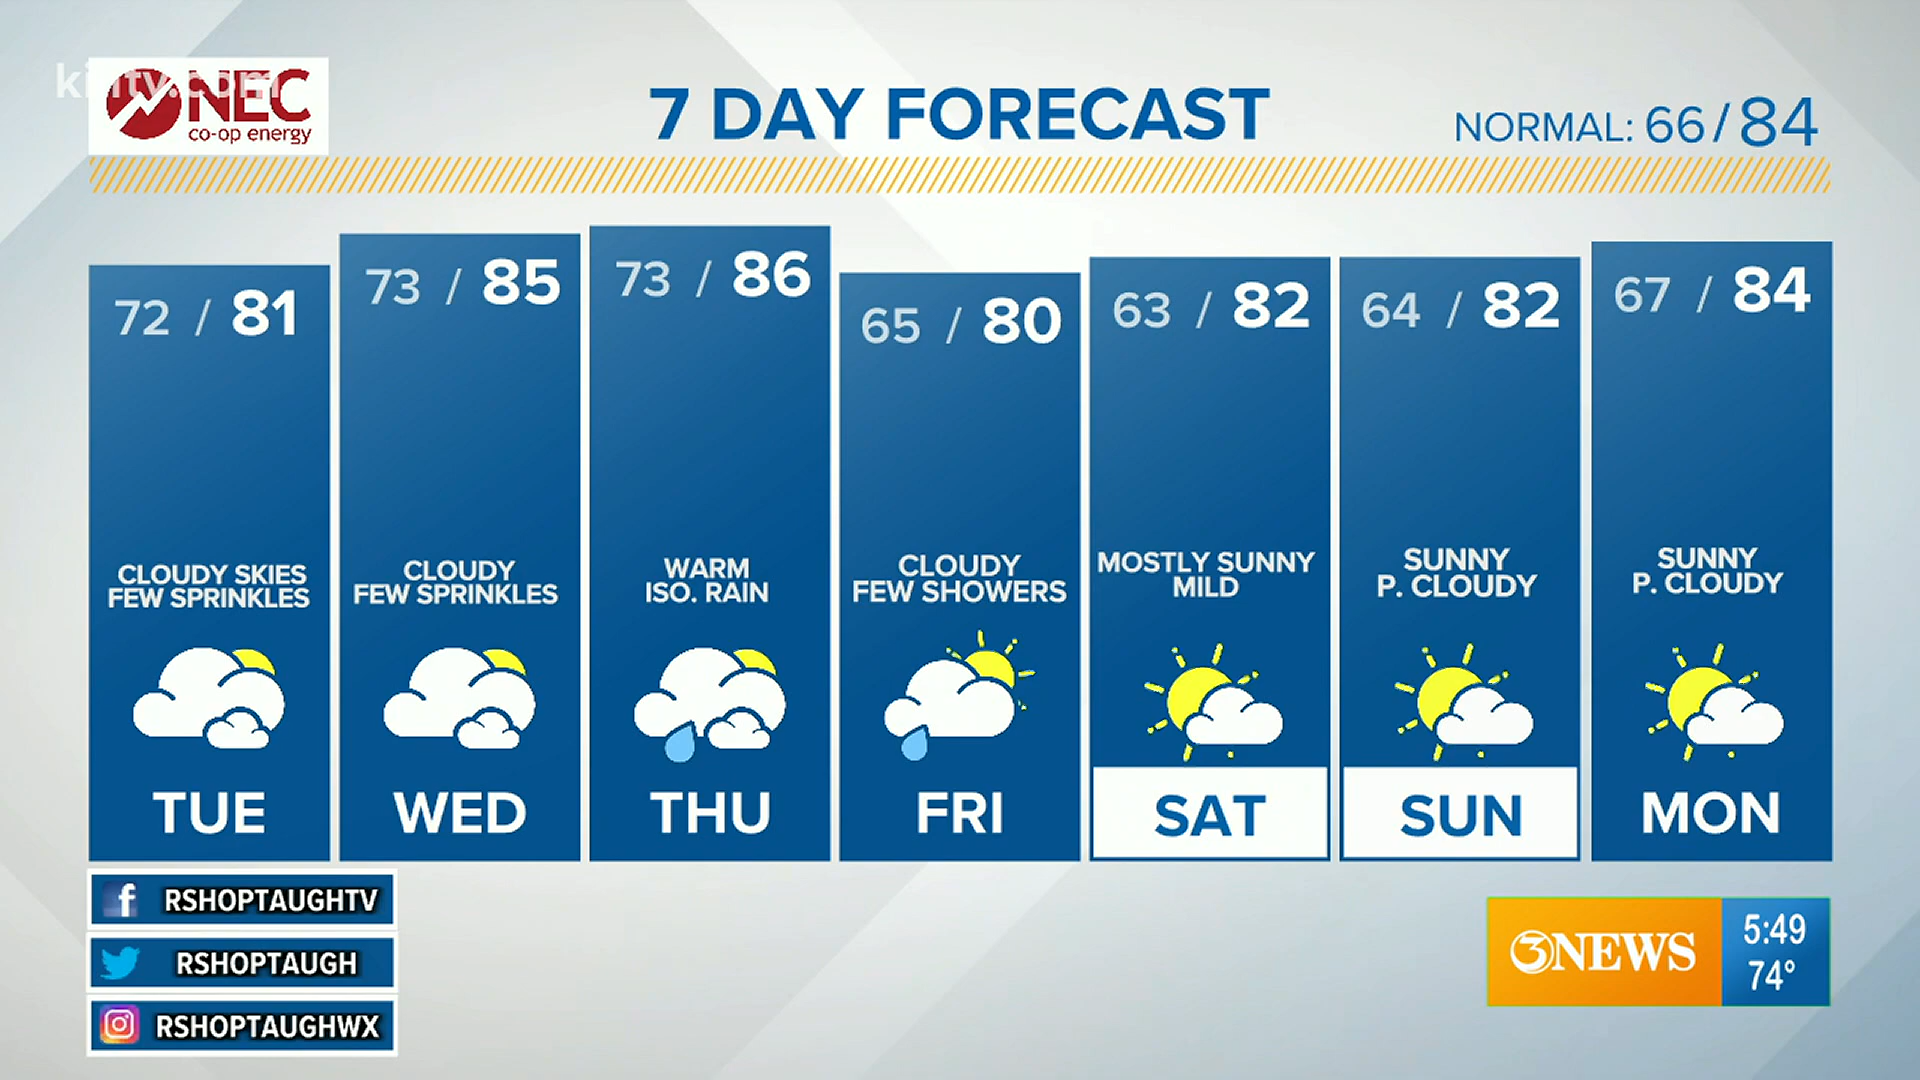 NEC
co-op energy
7 DAY FORECAST
NORMAL: 66/84
72 / 81
CLOUDY SKIES
FEW SPRINKLES
TUE
73 / 85
CLOUDY
FEW SPRINKLES
WED
73 / 86
WARM
ISO. RAIN
THU
65 / 80
CLOUDY
FEW SHOWERS
FRI
63 / 82
MOSTLY SUNNY
MILD
SAT
64 / 82
SUNNY
P. CLOUDY
SUN
67 / 84
SUNNY
P. CLOUDY
MON
f RSHOPTAUGHTV
RSHOPTAUGH
RSHOPTAUGHWX
3NEWS
5:49
74°